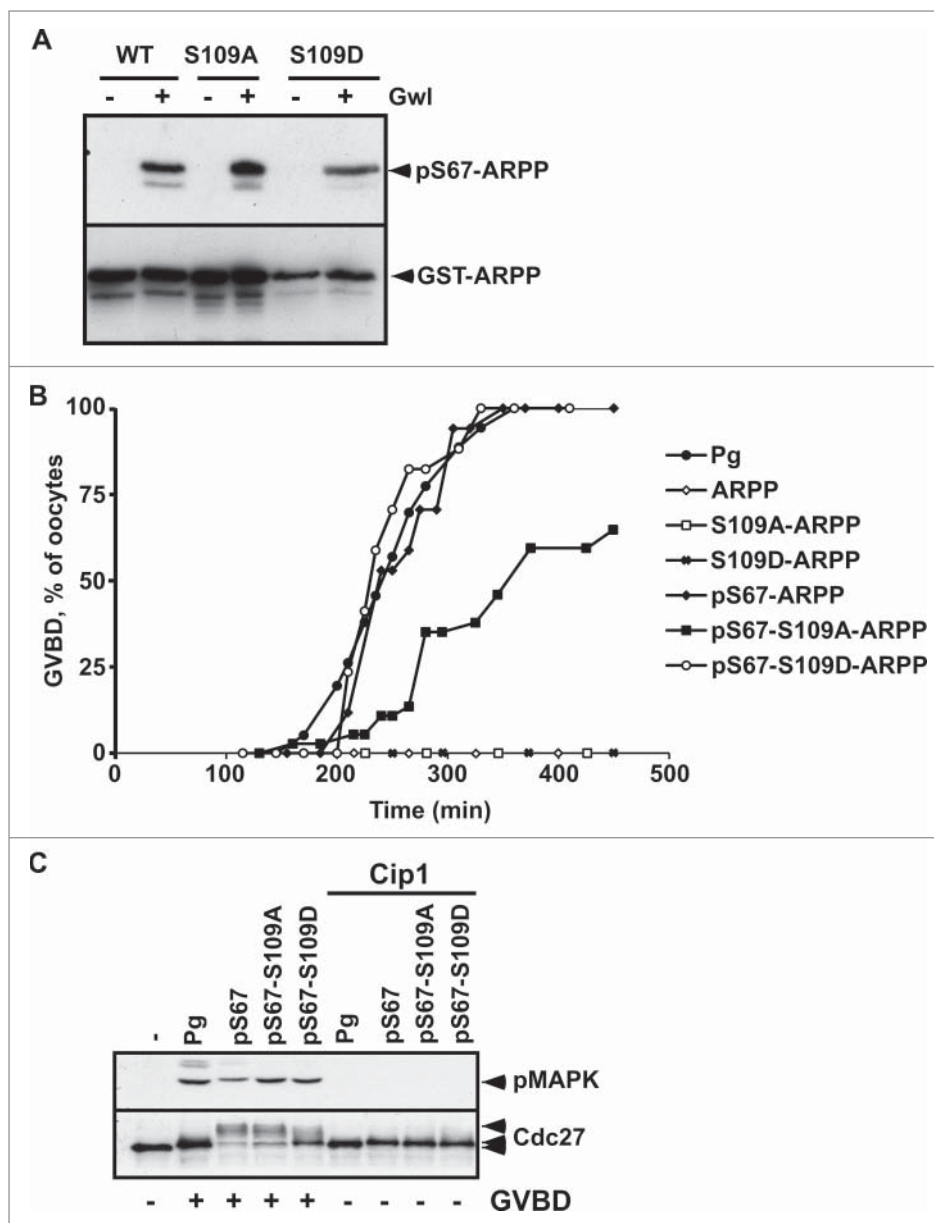 A
WT S109A S109D
- + - + - + Gwl
pS67-ARPP
GST-ARPP
B
100
75
50
25
0
GVBD, % of oocytes
0 100 200 300 400 500
Time (min)
Pg
ARPP
S109A-ARPP
S109D-ARPP
pS67-ARPP
pS67-S109A-ARPP
pS67-S109D-ARPP
C
Cip1
- Pg pS67 pS67-S109A pS67-S109D Pg pS67 pS67-S109A pS67-S109D
pMAPK
Cdc27
- + + + + - - - - GVBD